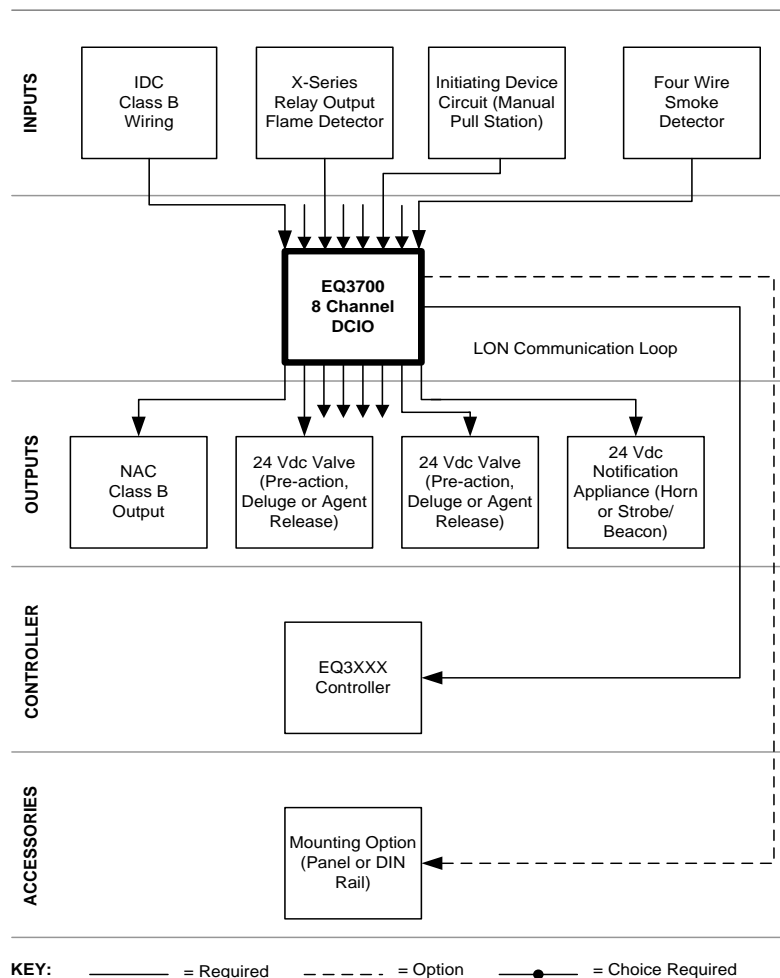 INPUTS
IDC
Class B
Wiring
X-Series
Relay Output
Flame Detector
Initiating Device
Circuit (Manual
Pull Station)
Four Wire
Smoke
Detector
EQ3700
8 Channel
DCIO
LON Communication Loop
OUTPUTS
NAC
Class B
Output
24 Vdc Valve
(Pre-action,
Deluge or Agent
Release)
24 Vdc Valve
(Pre-action,
Deluge or Agent
Release)
24 Vdc
Notification
Appliance (Horn
or Strobe/
Beacon)
CONTROLLER
EQ3XXX
Controller
ACCESSORIES
Mounting Option
(Panel or DIN
Rail)
KEY: = Required = Option = Choice Required